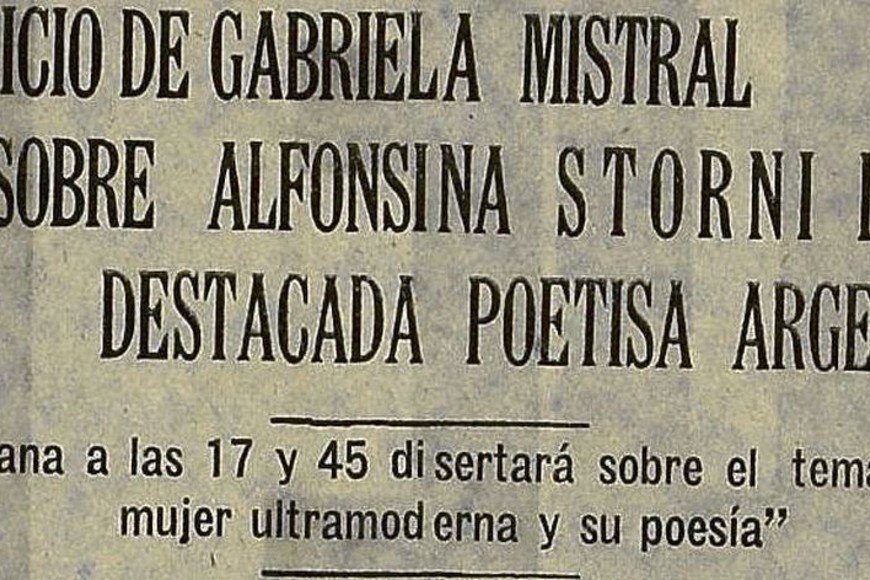 ICIO DE GABRIELA MISTRAL
SOBRE ALFONSINA STORNI
DESTACADA POETISA ARGE
ana a las 17 y 45 disertará sobre el tema
mujer ultramoderna y su poesía”